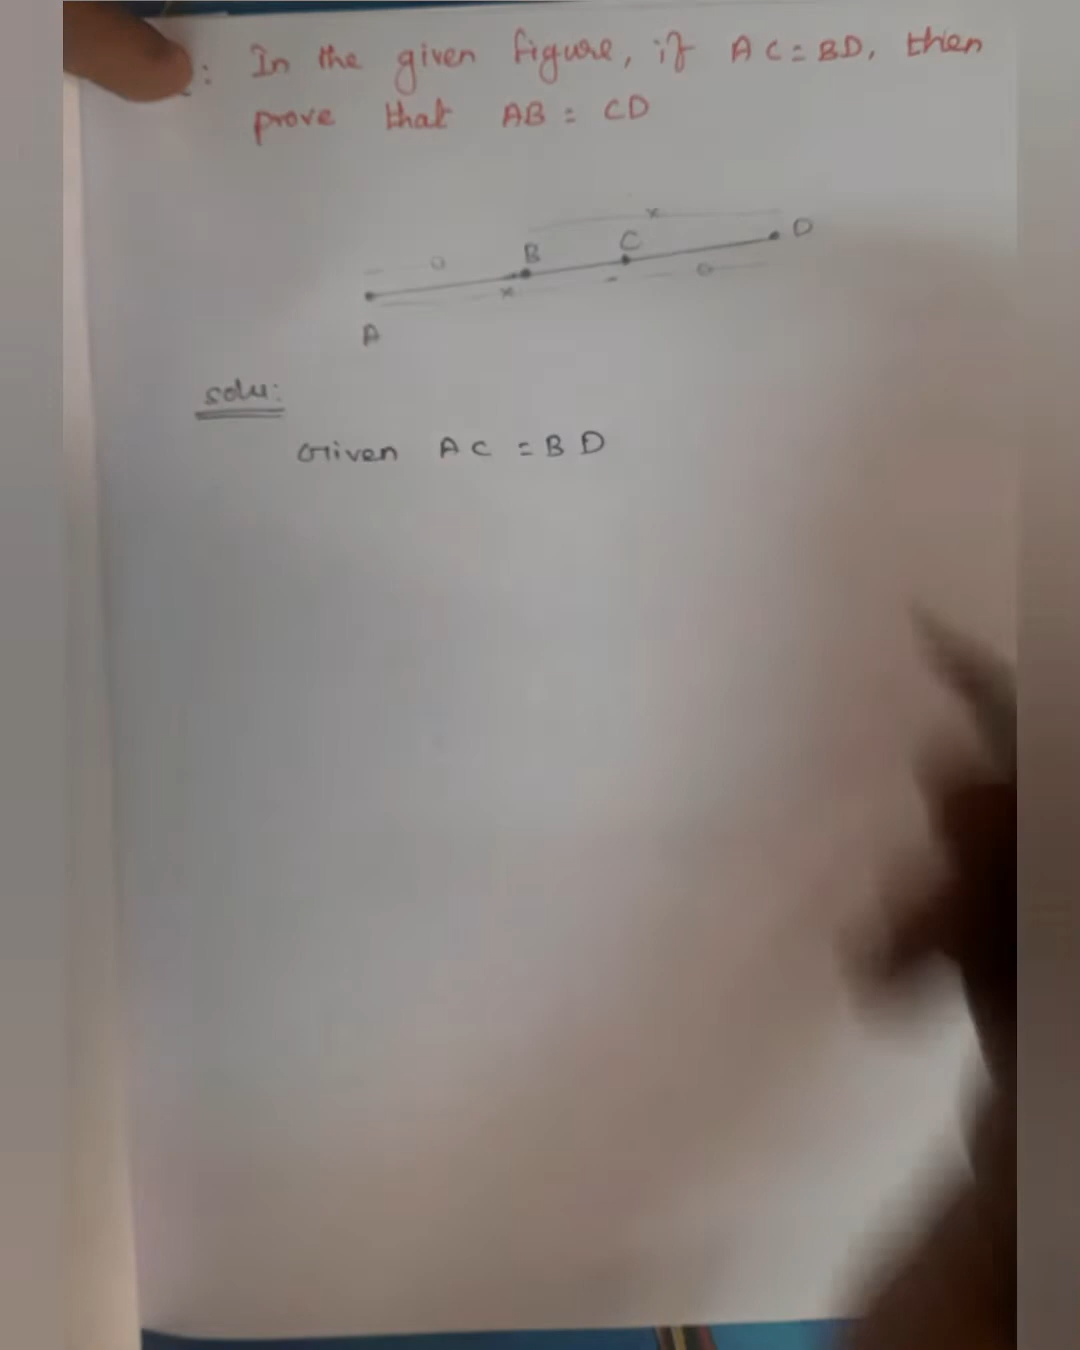 : In the given figure, if AC = BD, then
prove that AB = CD
x
D
C
B
o
o
x
A
solu:
Given AC = BD